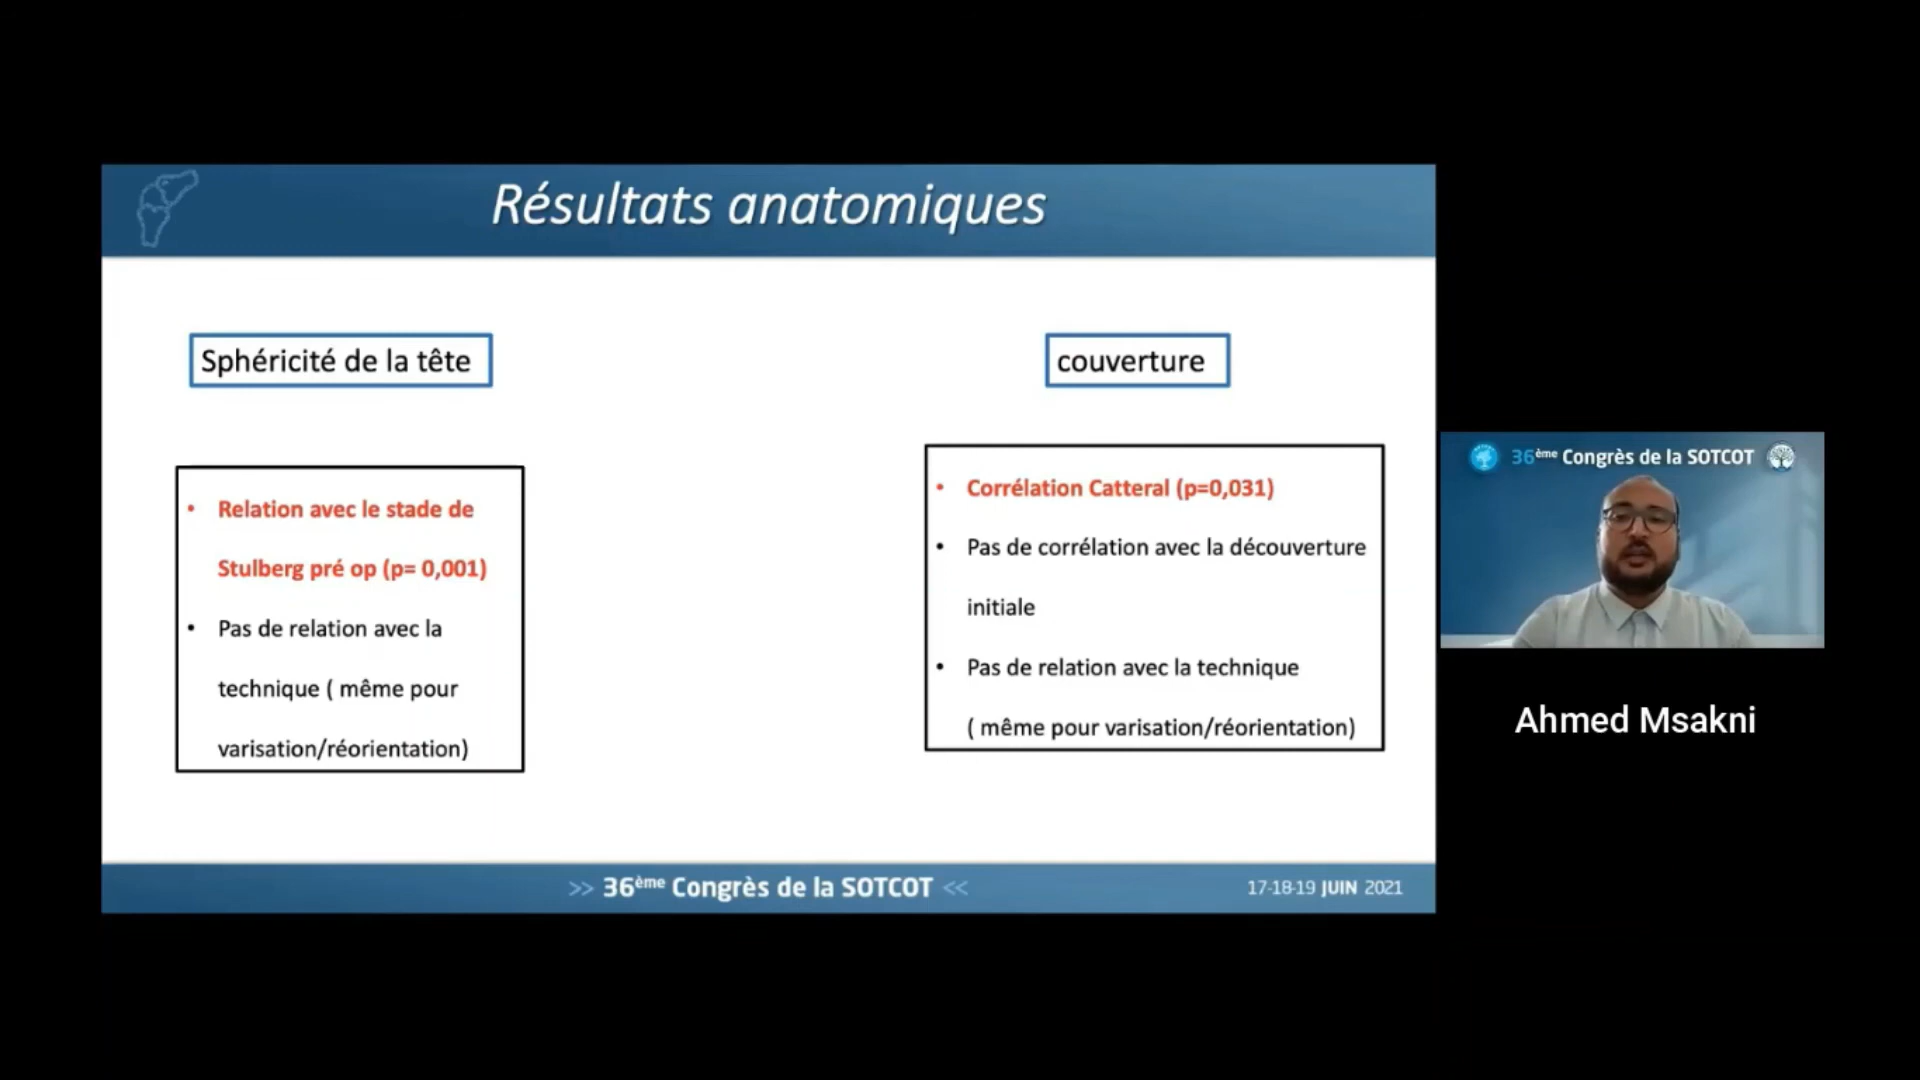 Résultats anatomiques
Sphéricité de la tête
• Relation avec le stade de
Stulberg pré op (p= 0,001)
• Pas de relation avec la
technique ( même pour
varisation/réorientation)
couverture
• Corrélation Catteral (p=0,031)
• Pas de corrélation avec la découverture
initiale
• Pas de relation avec la technique
( même pour varisation/réorientation)
>> 36ème Congrès de la SOTCOT <<
17-18-19 JUIN 2021
36ème Congrès de la SOTCOT
Ahmed Msakni